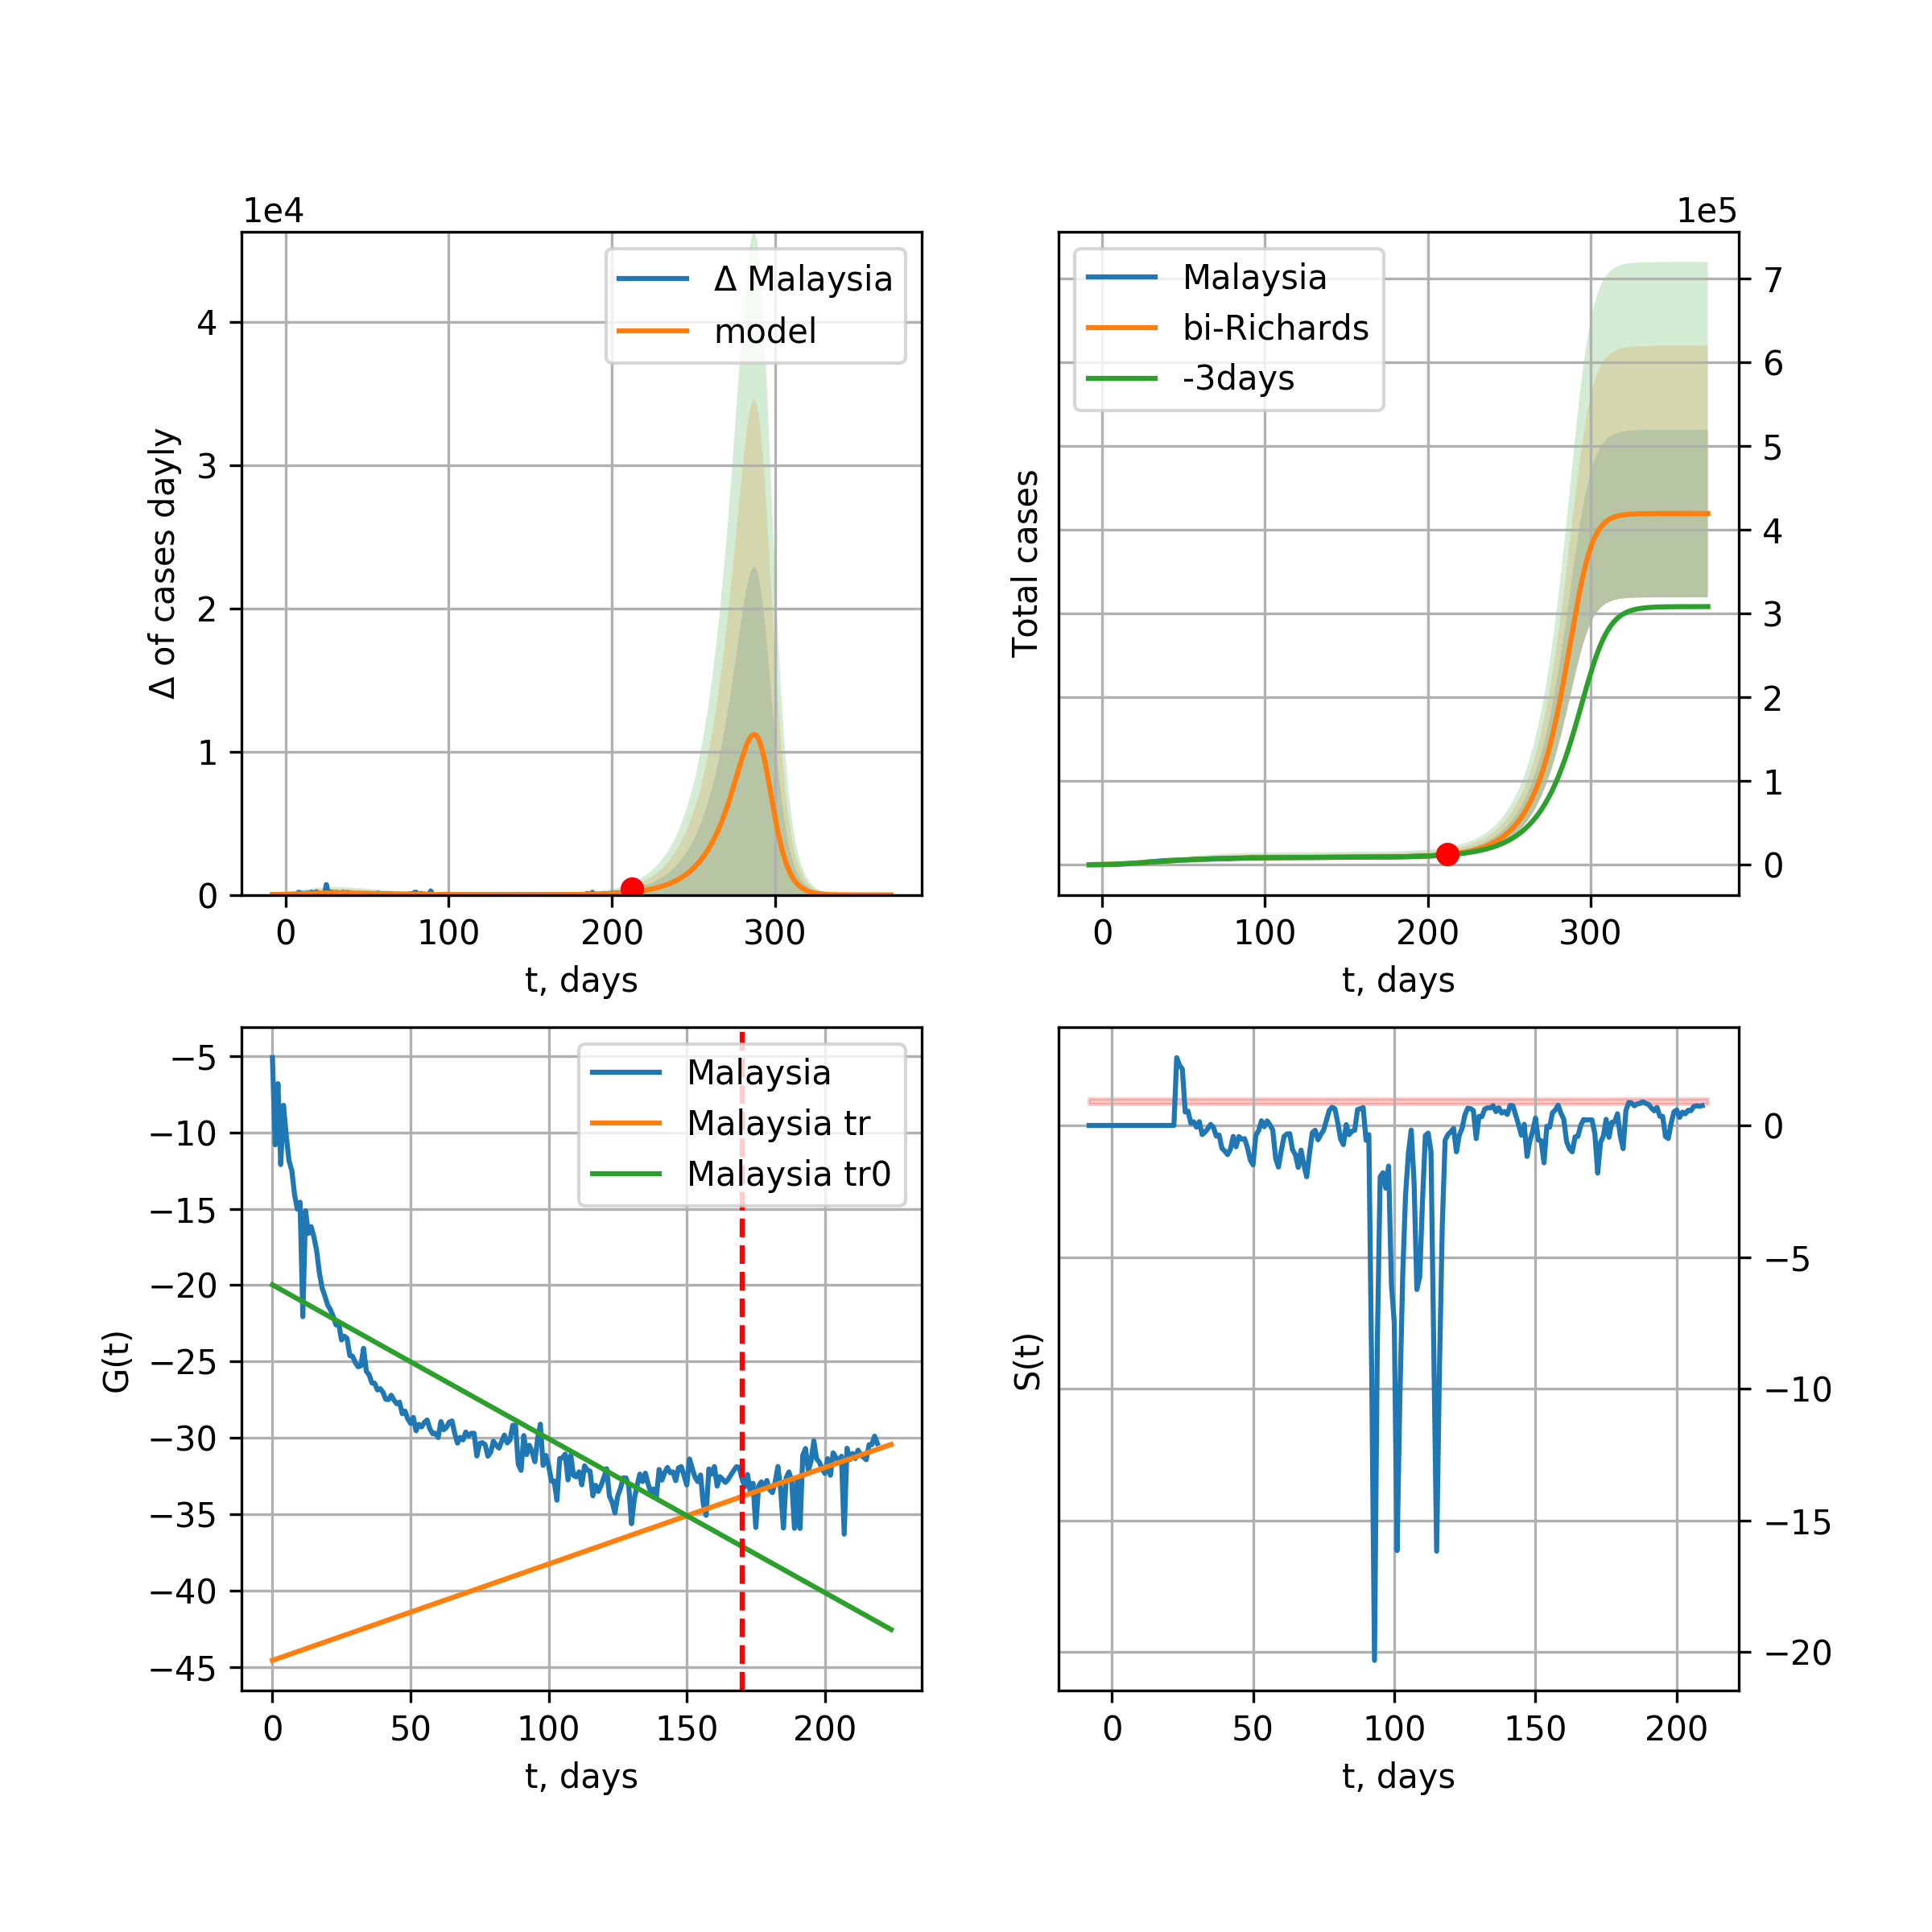 1e4
Δ Malaysia
model
4
3
2
1
0
Δ of cases dayly
0
100
200
300
t, days
1e5
Malaysia
bi-Richards
-3days
7
6
5
4
3
2
1
0
Total cases
0
100
200
300
t, days
Malaysia
Malaysia tr
Malaysia tr0
−5
−10
−15
−20
−25
−30
−35
−40
−45
G(t)
0
50
100
150
200
t, days
0
−5
−10
−15
−20
S(t)
0
50
100
150
200
t, days